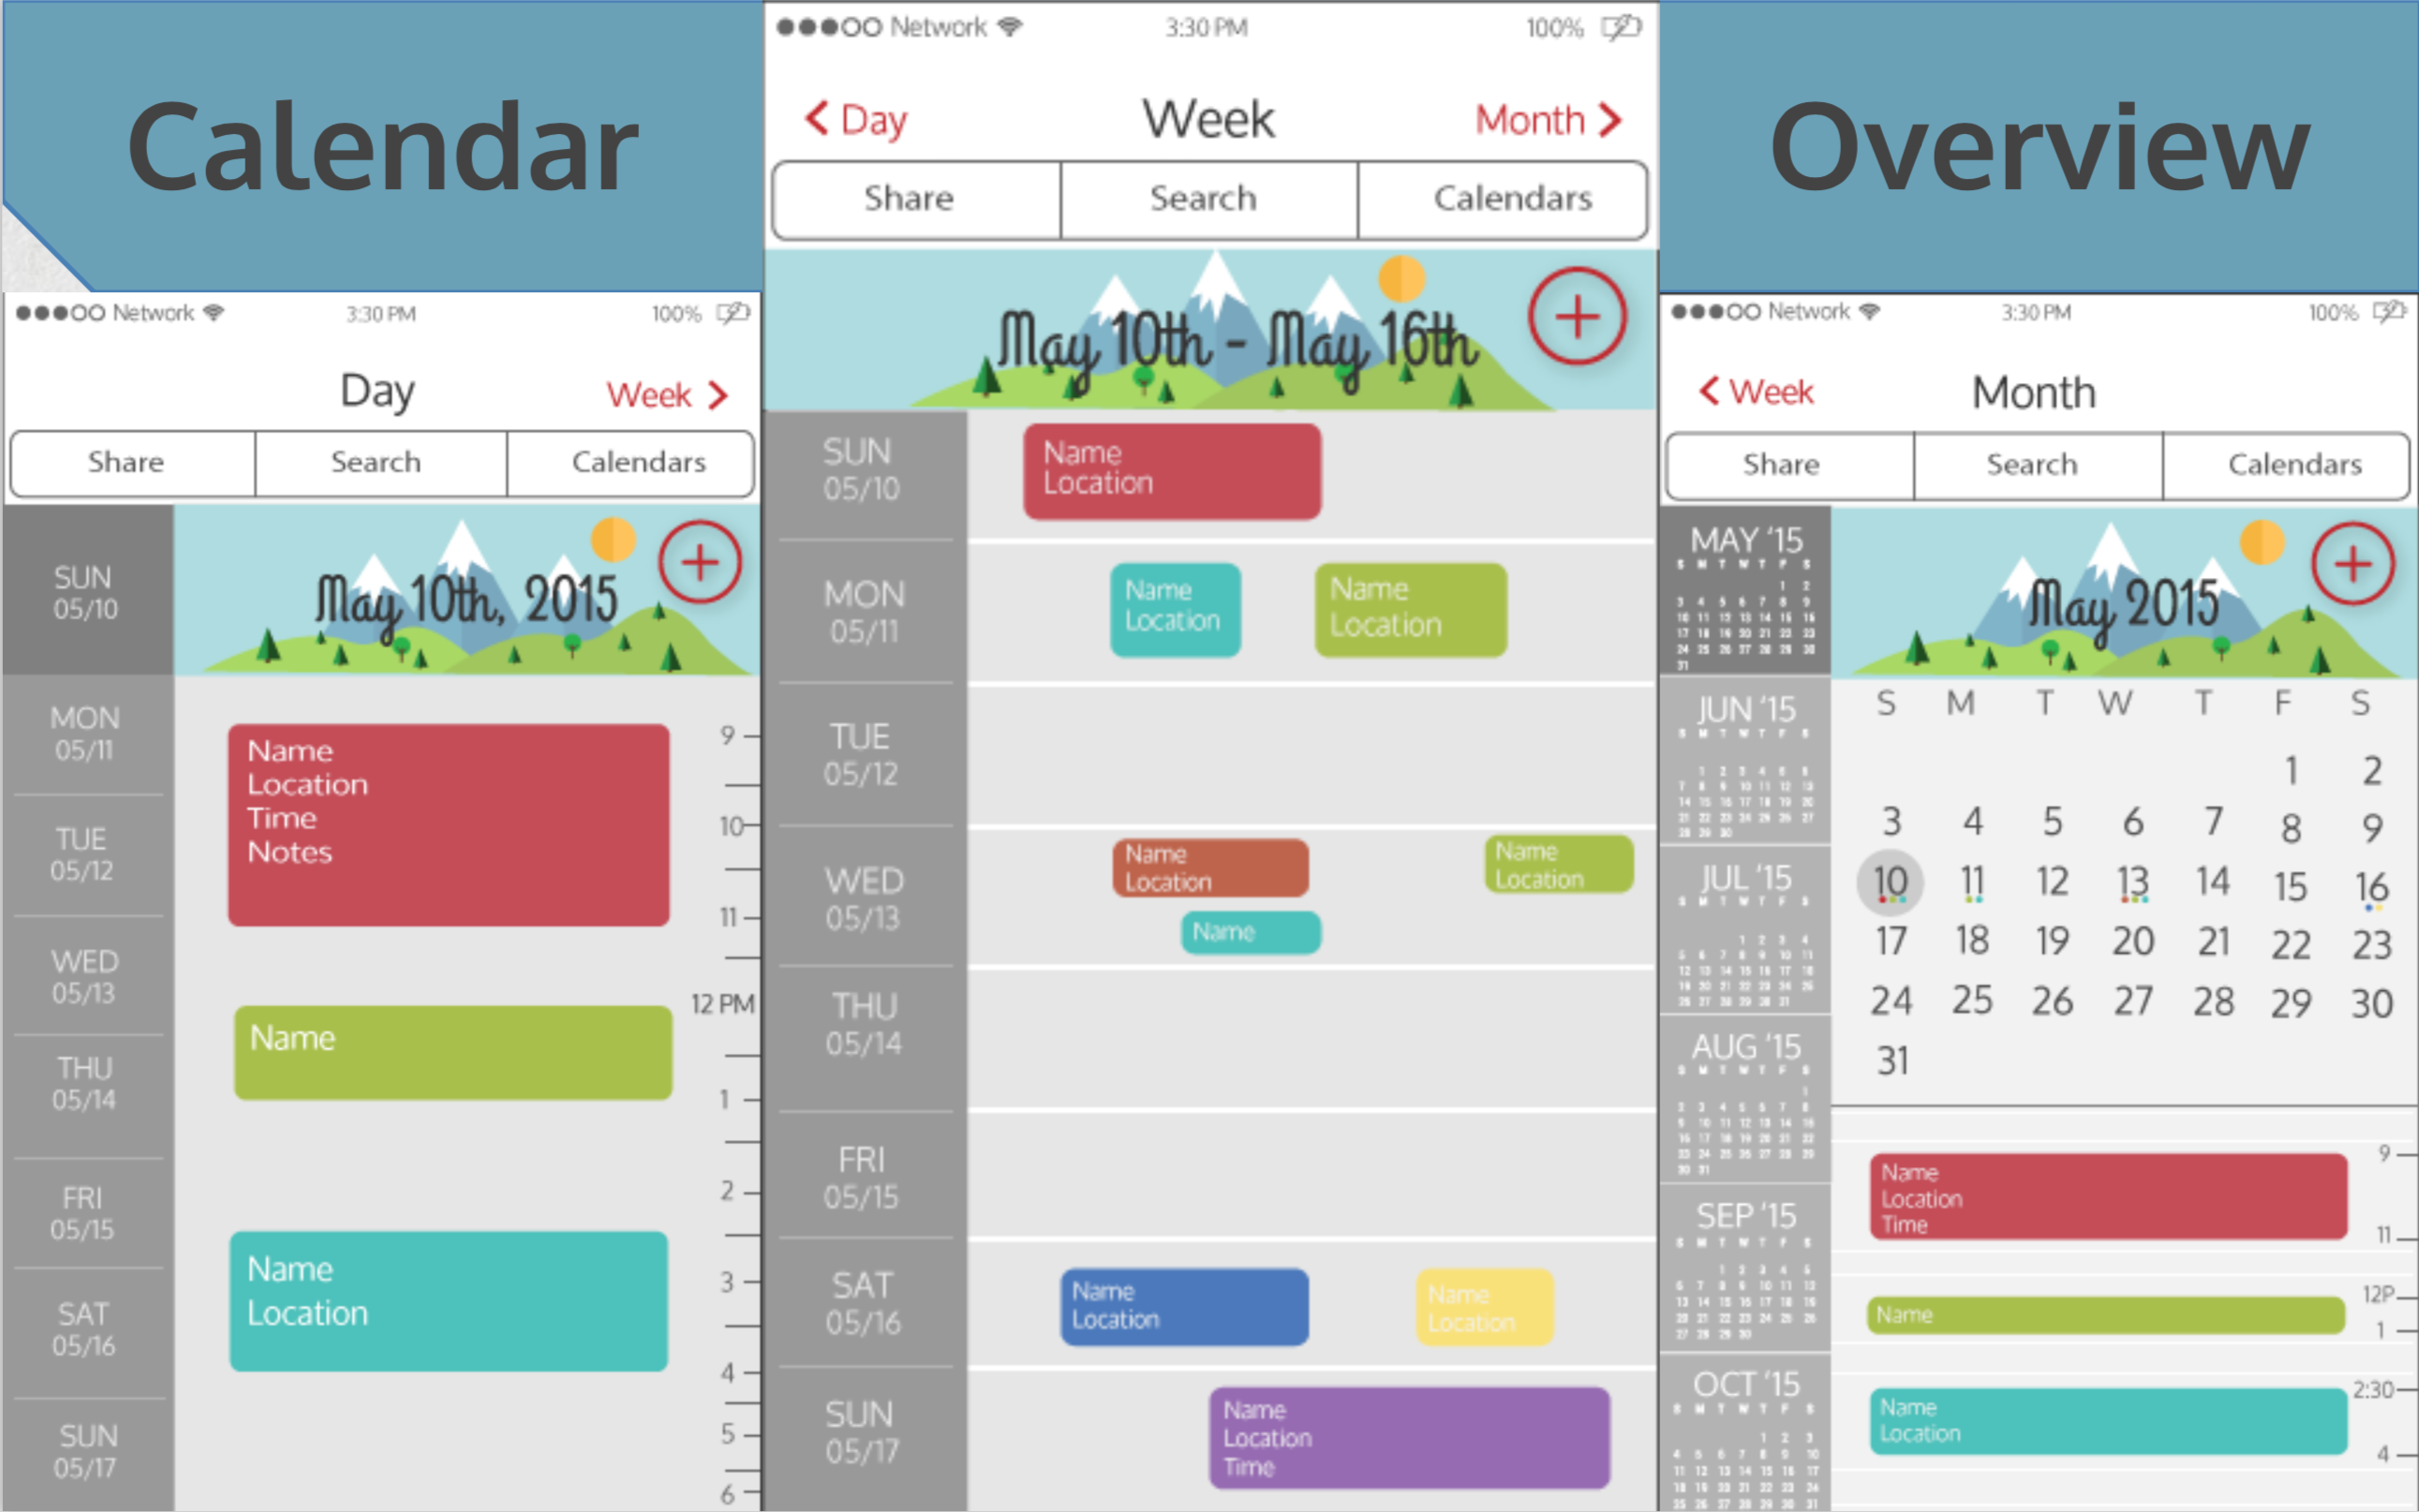 Calendar
●●●○○ Network 3:30 PM 100%
Day Week
Share Search Calendars
SUN
05/10
May 10th, 2015
MON
05/11
TUE
05/12
WED
05/13
THU
05/14
FRI
05/15
SAT
05/16
SUN
05/17
Name
Location
Time
Notes
Name
Name
Location
9
10
11
12 PM
1
2
3
4
5
6
●●●○○ Network 3:30 PM 100%
Day Week Month
Share Search Calendars
May 10th - May 16th
SUN
05/10
Name
Location
MON
05/11
Name
Location
Name
Location
TUE
05/12
WED
05/13
Name
Location
Name
Location
Name
THU
05/14
FRI
05/15
SAT
05/16
Name
Location
Name
Location
SUN
05/17
Name
Location
Time
Overview
●●●○○ Network 3:30 PM 100%
Week Month
Share Search Calendars
MAY '15
JUN '15
JUL '15
AUG '15
SEP '15
OCT '15
May 2015
S M T W T F S
1 2
3 4 5 6 7 8 9
10 11 12 13 14 15 16
17 18 19 20 21 22 23
24 25 26 27 28 29 30
31
Name
Location
Time
Name
Name
Location
9
11
12P
1
2:30
4